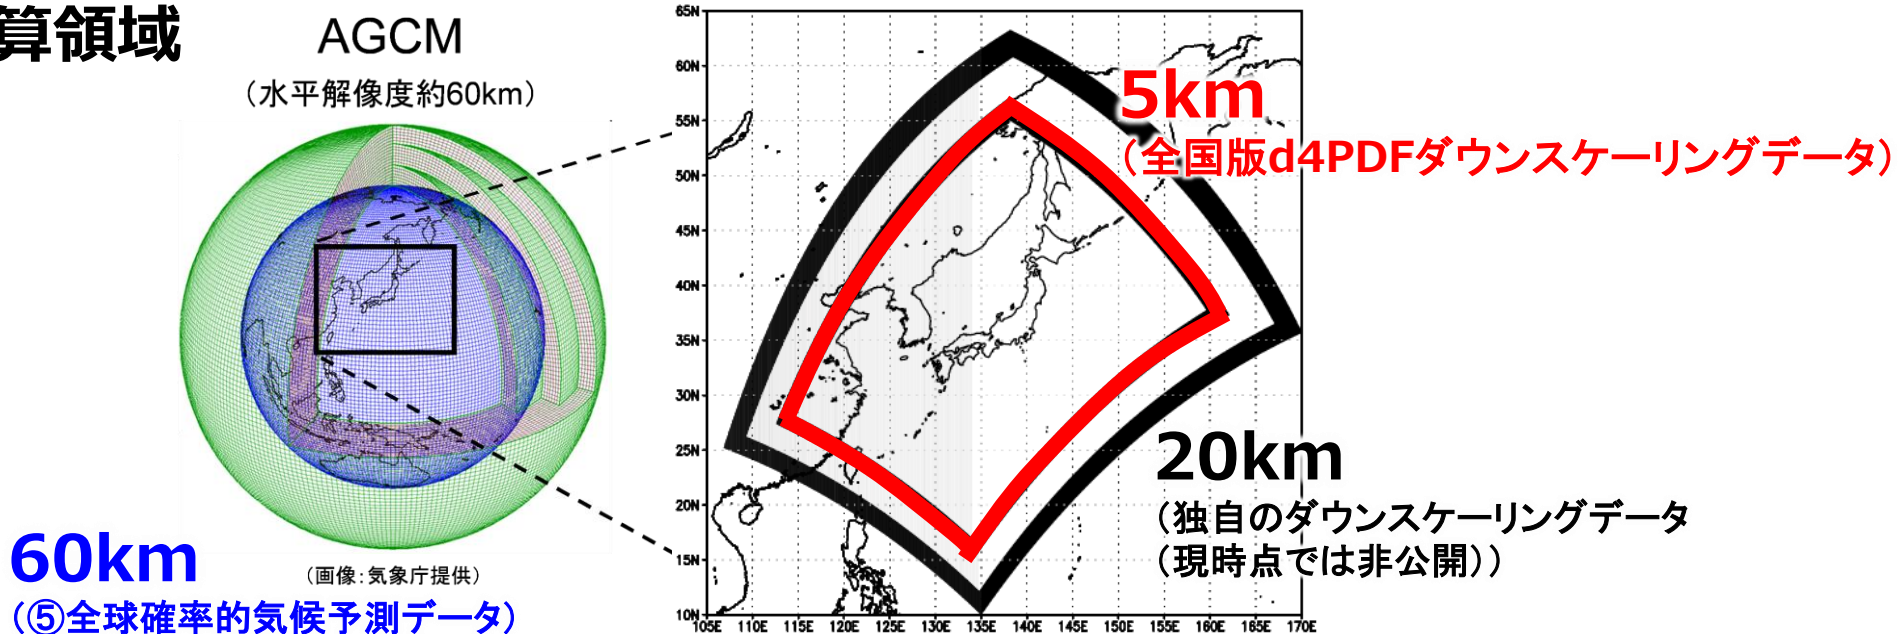 算領域
AGCM
（水平解像度約60km）
60km
（⑤全球確率的気候予測データ）
（画像：気象庁提供）
65N
60N
55N
50N
45N
40N
35N
30N
25N
20N
15N
10N
105E 110E 115E 120E 125E 130E 135E 140E 145E 150E 155E 160E 165E 170E
5km
（全国版d4PDFダウンスケーリングデータ）
20km
（独自のダウンスケーリングデータ
（現時点では非公開））